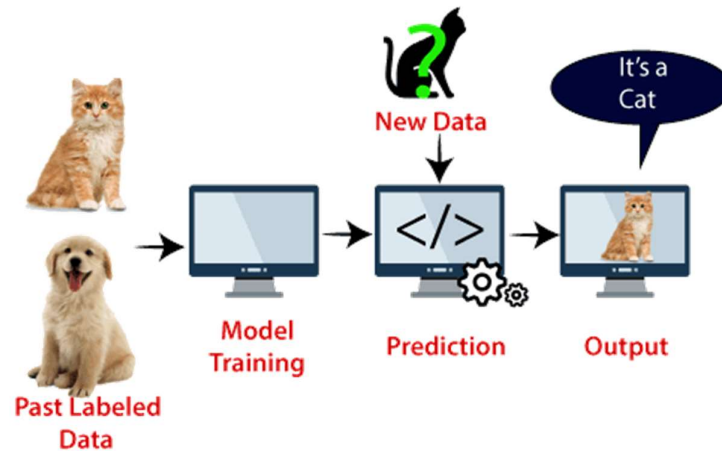 ?
It's a
Cat
New Data
</>
Model
Training
Prediction
Output
Past Labeled
Data